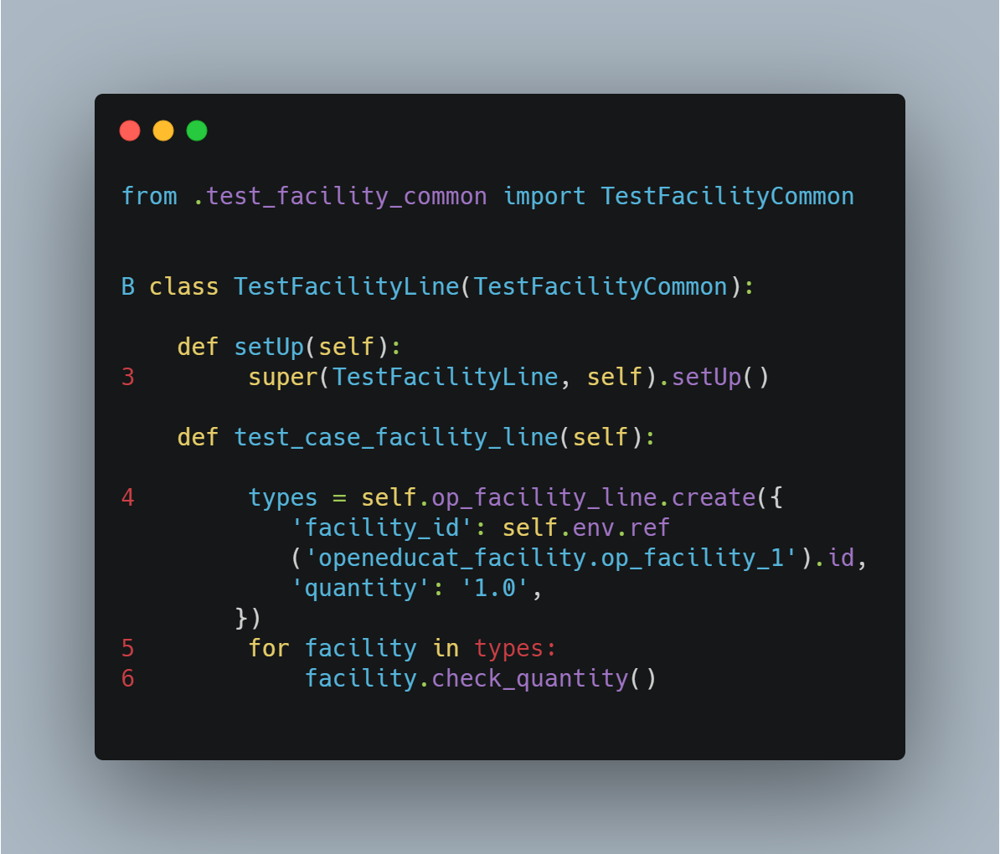 from .test_facility_common import TestFacilityCommon
B class TestFacilityLine(TestFacilityCommon):
    def setUp(self):
3        super(TestFacilityLine, self).setUp()
    def test_case_facility_line(self):
4        types = self.op_facility_line.create({
            'facility_id': self.env.ref
            ('openeducat_facility.op_facility_1').id,
            'quantity': '1.0',
        })
5        for facility in types:
6            facility.check_quantity()